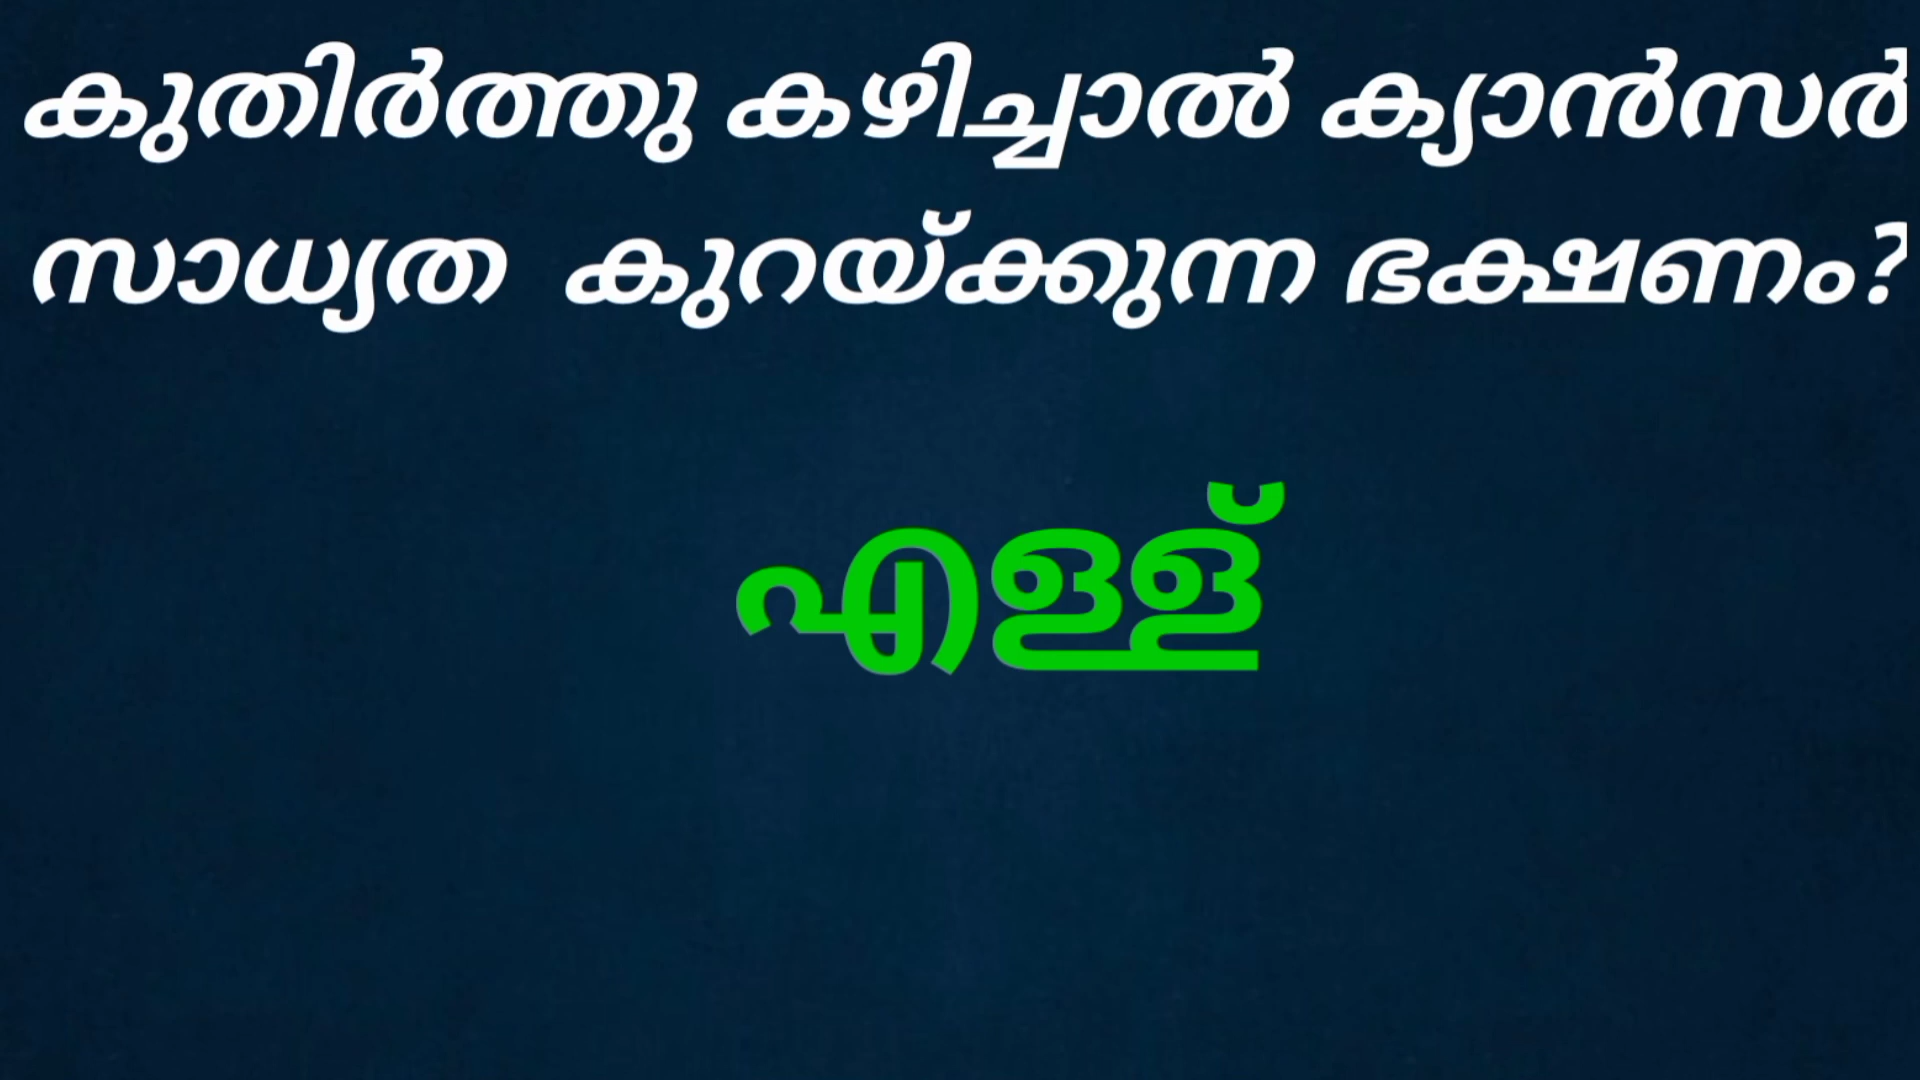 കുതിർത്തു കഴിച്ചാൽ ക്യാൻസർ
സാധ്യത കുറയ്ക്കുന്ന ഭക്ഷണം?
എള്ള്